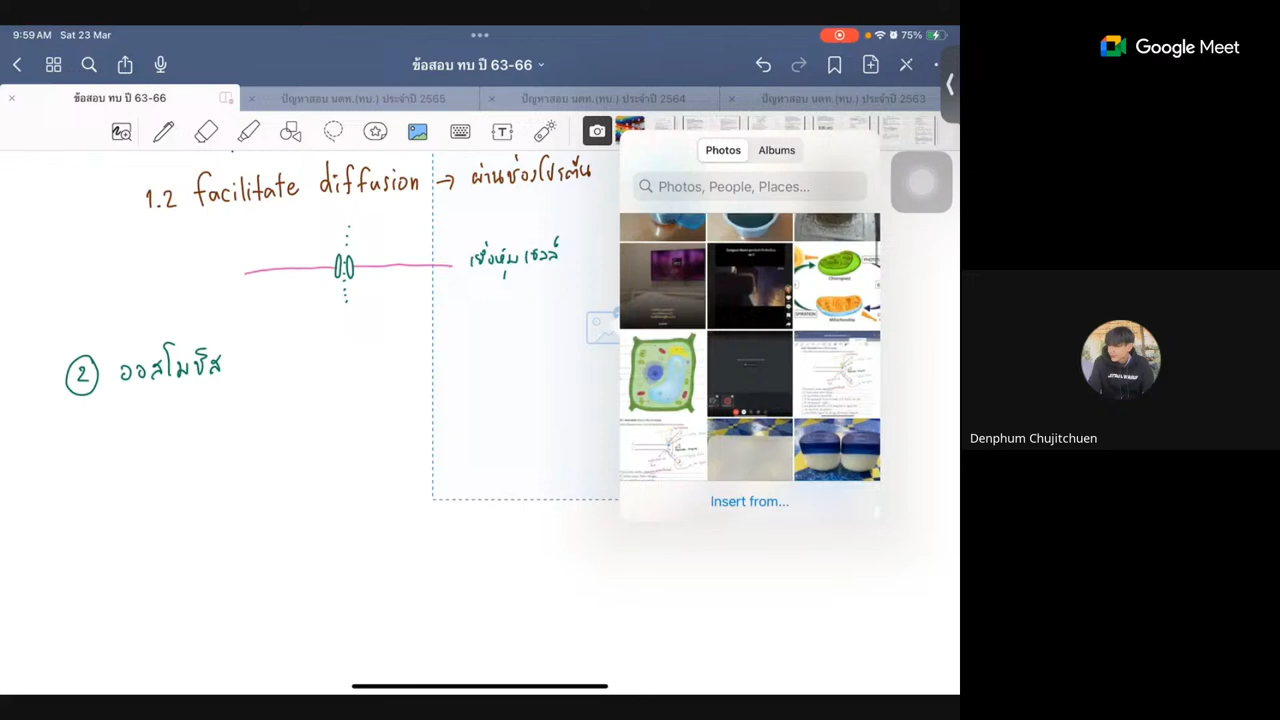 9:59 AM Sat 23 Mar
75%
Google Meet
ข้อสอบ ทบ ปี 63-66
ข้อสอบ ทบ ปี 63-66
ปัญหาสอบ นตท.(ทบ.) ประจำปี 2565
ปัญหาสอบ นตท.(ทบ.) ประจำปี 2564
ปัญหาสอบ นตท.(ทบ.) ประจำปี 2563
Photos Albums
Photos, People, Places...
1.2 facilitate diffusion → ผ่านช่องโปรตีน
เยื่อหุ้มเซลล์
2 ออสโมซิส
Chloroplast
Mitochondria
Insert from...
Denphum Chujitchuen